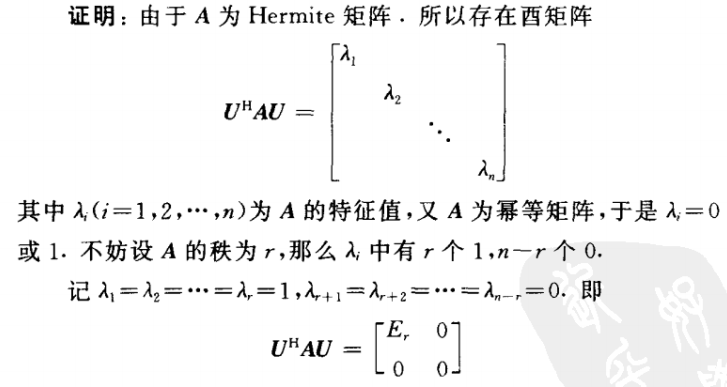 证明：由于 A 为 Hermite 矩阵．所以存在酉矩阵
U^H AU = [λ₁ λ₂ ⋱ λₙ]
其中 λᵢ(i=1,2,⋯,n)为 A 的特征值,又 A 为幂等矩阵,于是 λᵢ=0
或 1. 不妨设 A 的秩为 r,那么 λᵢ 中有 r 个 1,n－r 个 0.
记 λ₁=λ₂=⋯=λᵣ=1,λᵣ₊₁=λᵣ₊₂=⋯=λₙ₋ᵣ=0. 即
U^H AU = [Eᵣ 0
0 0]